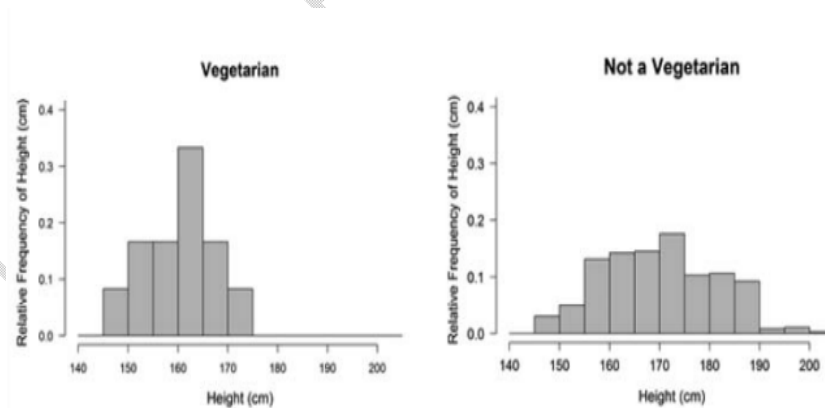 Vegetarian
Relative Frequency of Height (cm)
0.4
0.3
0.2
0.1
0.0
140 150 160 170 180 190 200
Height (cm)
Not a Vegetarian
Relative Frequency of Height (cm)
0.4
0.3
0.2
0.1
0.0
140 150 160 170 180 190 200
Height (cm)